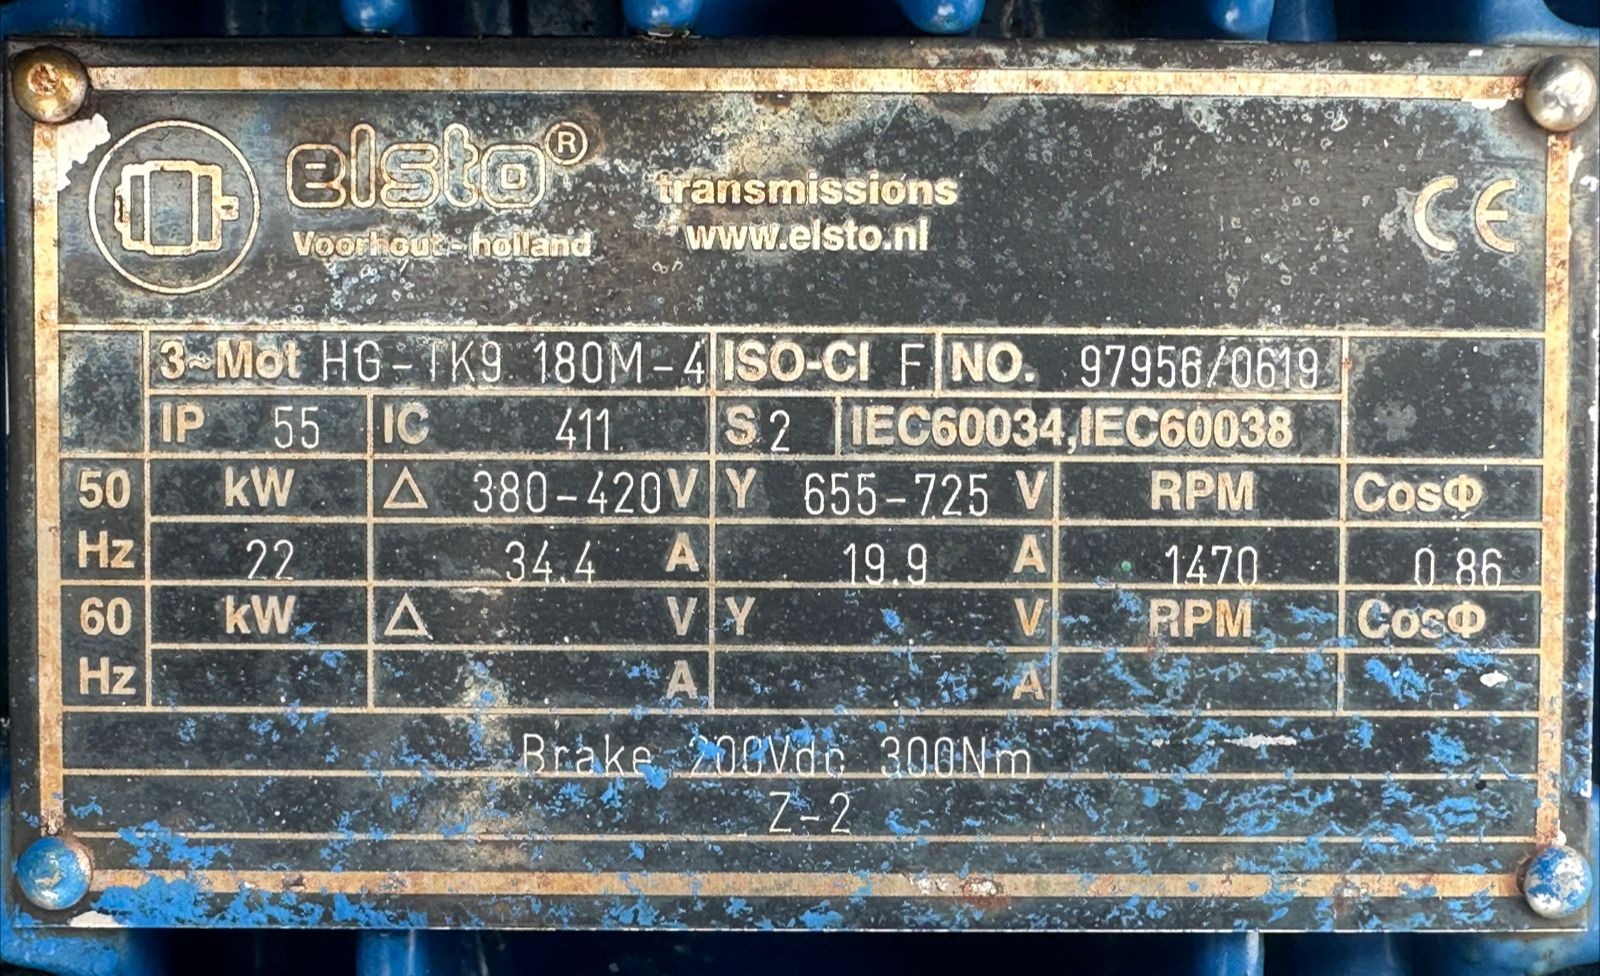 elsto®
Voorhout - holland
transmissions
www.elsto.nl
CE
3~Mot HG-TK9 180M-4 ISO-Cl F NO. 97956/0619
IP 55 IC 411 S 2 IEC60034,IEC60038
50 Hz kW Δ 380-420 V Y 655-725 V RPM CosΦ
22 34.4 A 19.9 A 1470 0.86
60 Hz kW Δ V Y V RPM CosΦ
A A
Brake 200Vdc 300Nm
Z-2